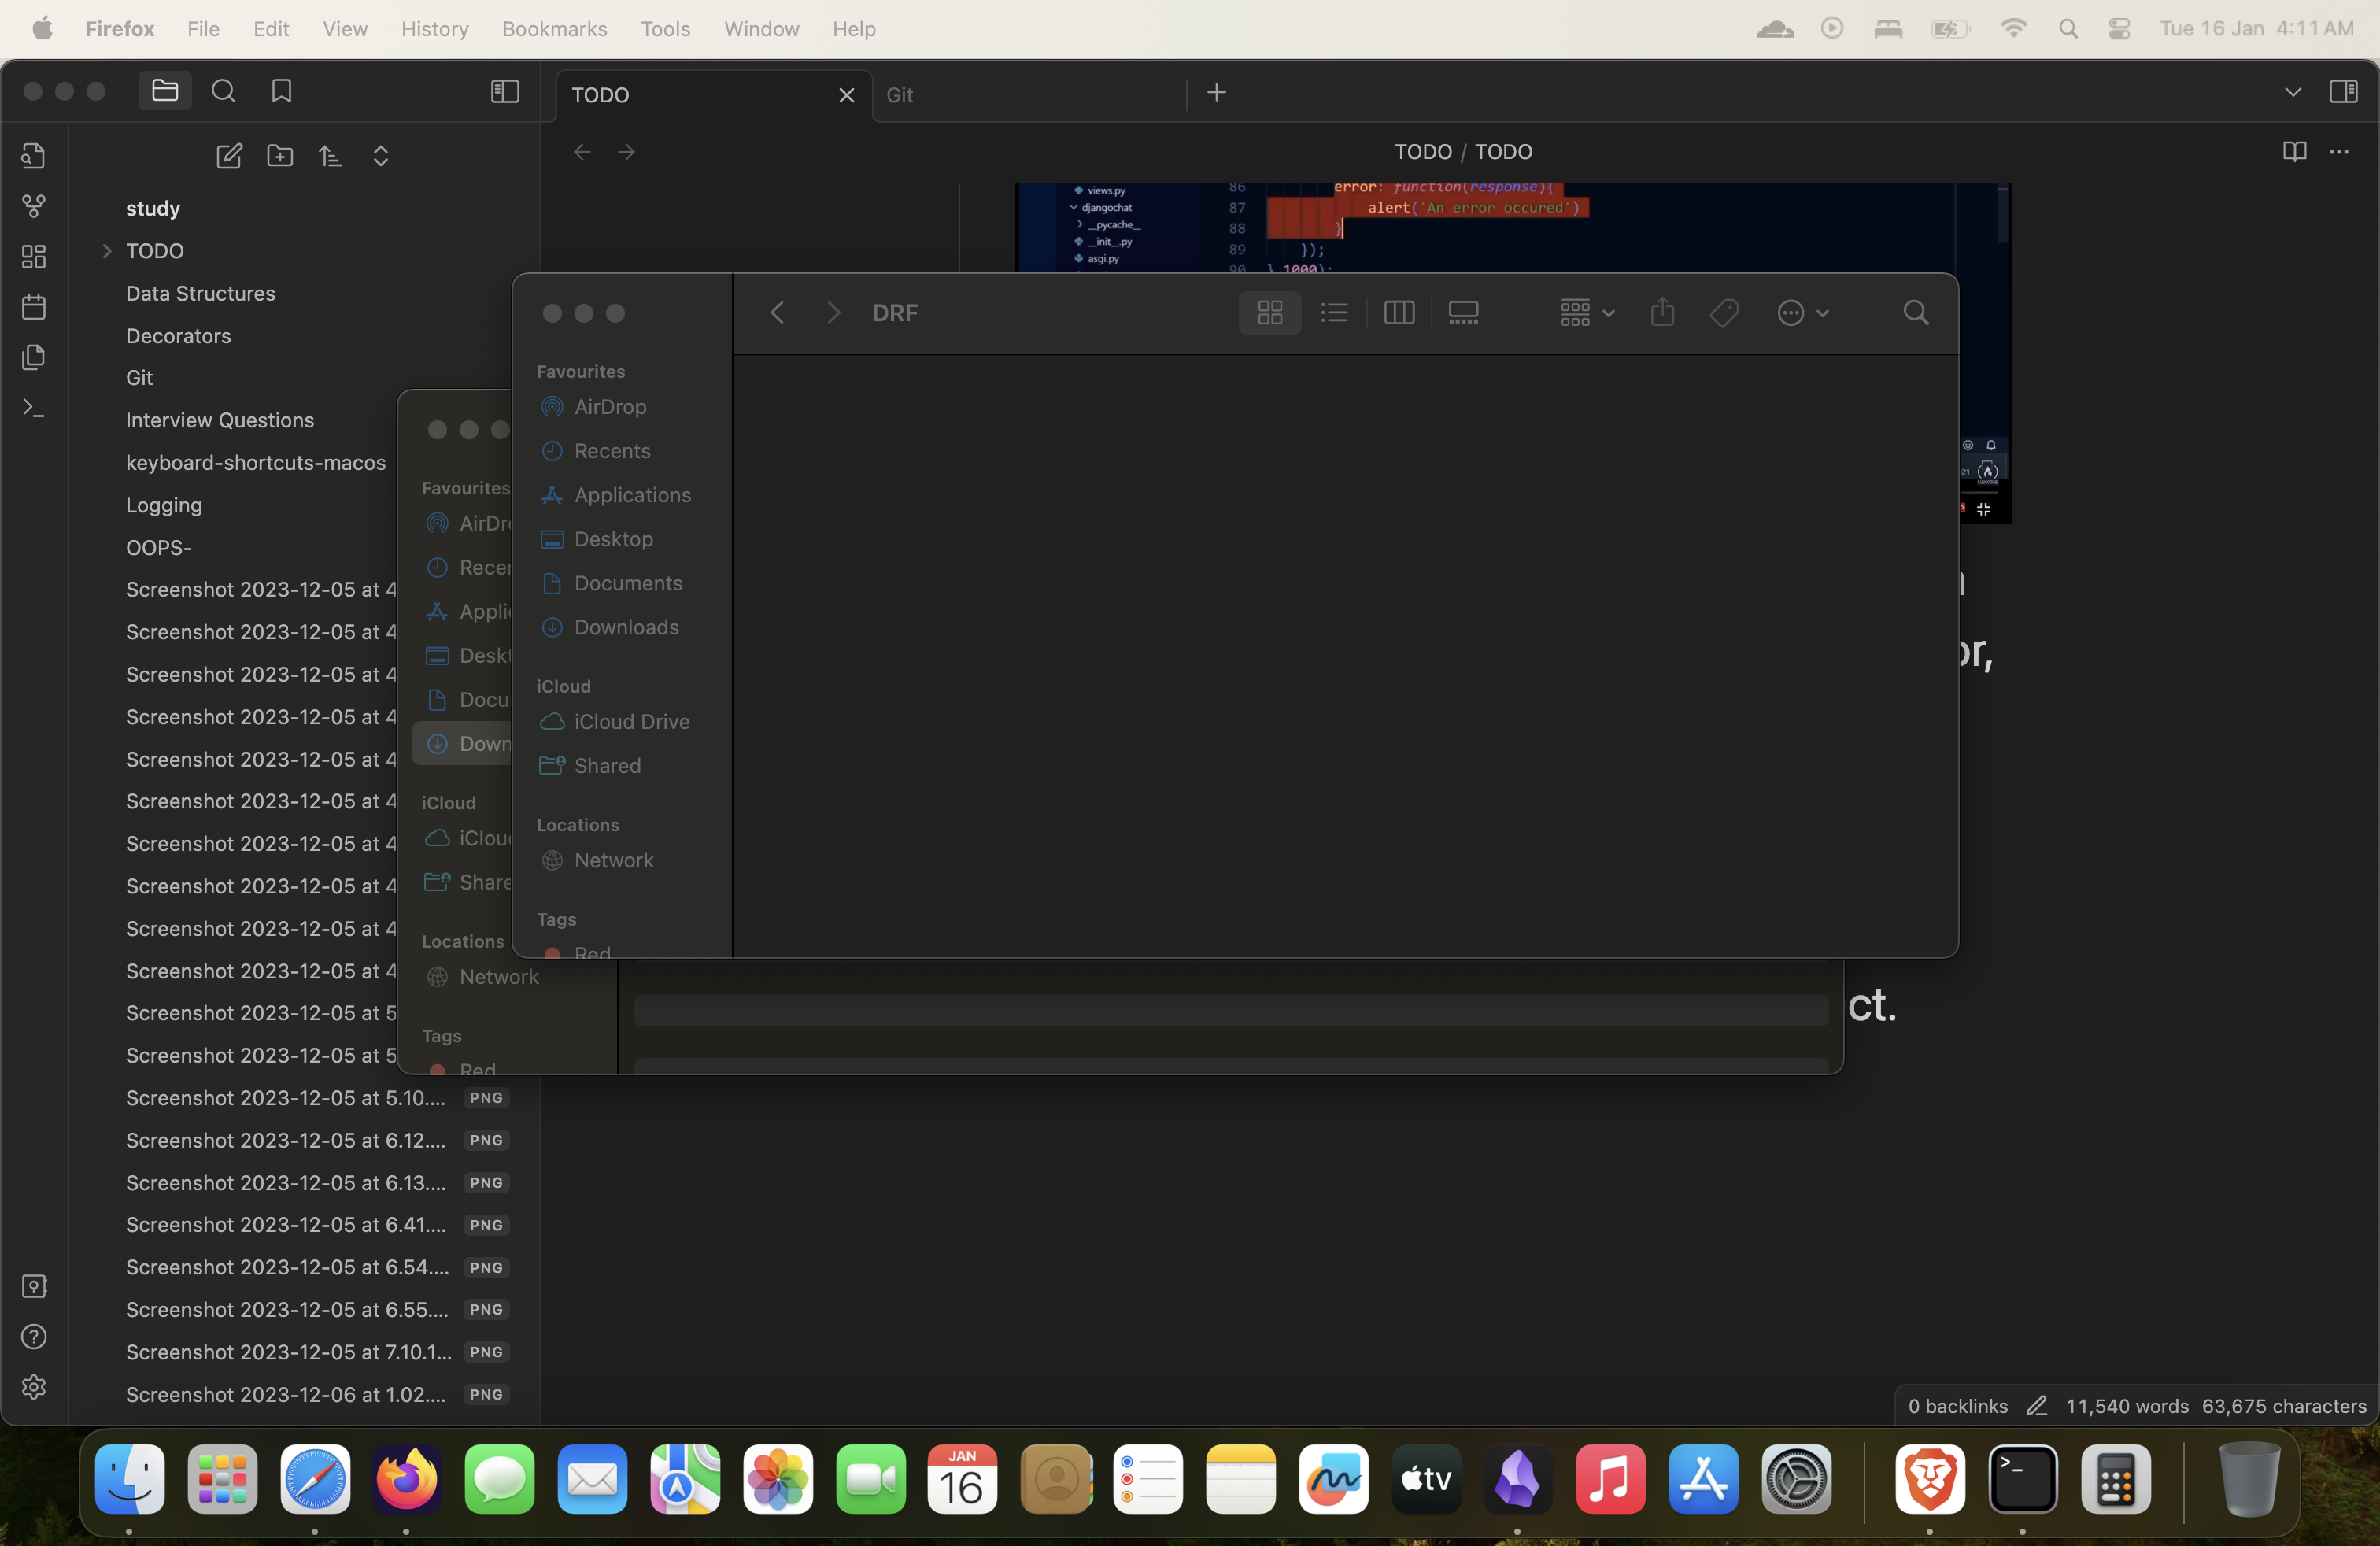 Firefox File Edit View History Bookmarks Tools Window Help Tue 16 Jan 4:11 AM
TODO Git
TODO / TODO
study
TODO
Data Structures
Decorators
Git
Interview Questions
keyboard-shortcuts-macos
Logging
OOPS-
Screenshot 2023-12-05 at 4
Screenshot 2023-12-05 at 4
Screenshot 2023-12-05 at 4
Screenshot 2023-12-05 at 4
Screenshot 2023-12-05 at 4
Screenshot 2023-12-05 at 4
Screenshot 2023-12-05 at 4
Screenshot 2023-12-05 at 4
Screenshot 2023-12-05 at 4
Screenshot 2023-12-05 at 4
Screenshot 2023-12-05 at 5
Screenshot 2023-12-05 at 5
Screenshot 2023-12-05 at 5.10.... PNG
Screenshot 2023-12-05 at 6.12.... PNG
Screenshot 2023-12-05 at 6.13.... PNG
Screenshot 2023-12-05 at 6.41.... PNG
Screenshot 2023-12-05 at 6.54.... PNG
Screenshot 2023-12-05 at 6.55.... PNG
Screenshot 2023-12-05 at 7.10.1... PNG
Screenshot 2023-12-06 at 1.02.... PNG
views.py
djangochat
__pycache__
__init__.py
asgi.py
86 error: function(response){
87 alert('An error occured')
88 }
89 });
90 }, 1000);
Favourites
AirDr
Recer
Appli
Deskt
Docu
Down
iCloud
iClou
Share
Locations
Network
Tags
Red
DRF
Favourites
AirDrop
Recents
Applications
Desktop
Documents
Downloads
iCloud
iCloud Drive
Shared
Locations
Network
Tags
Red
or,
ct.
0 backlinks 11,540 words 63,675 characters
JAN
16
tv
>_